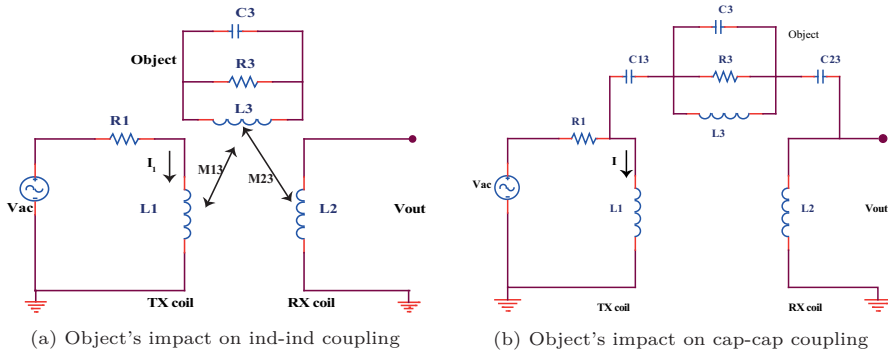 C3
Object
R3
L3
R1
I1
M13
M23
Vac
L1
L2
Vout
TX coil
RX coil
(a) Object's impact on ind-ind coupling
C3
Object
C13
R3
C23
L3
R1
I
Vac
L1
L2
Vout
TX coil
RX coil
(b) Object's impact on cap-cap coupling